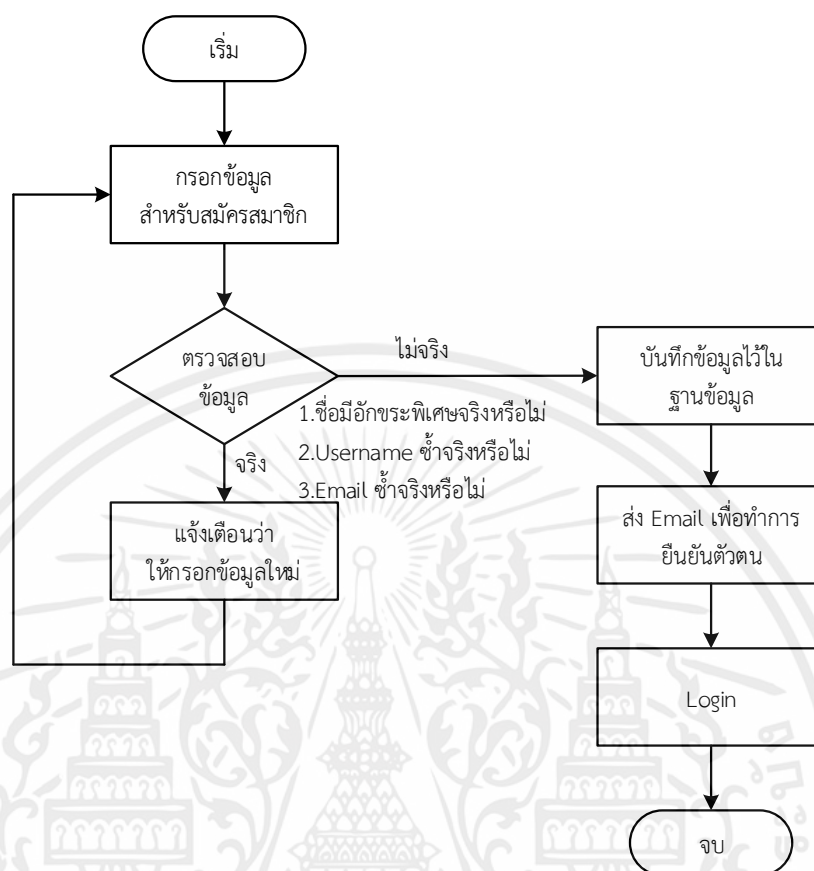 เริ่ม
กรอกข้อมูล
สำหรับสมัครสมาชิก
ตรวจสอบ
ข้อมูล
ไม่จริง
1.ชื่อมีอักขระพิเศษจริงหรือไม่
2.Username ซ้ำจริงหรือไม่
3.Email ซ้ำจริงหรือไม่
จริง
แจ้งเตือนว่า
ให้กรอกข้อมูลใหม่
บันทึกข้อมูลไว้ใน
ฐานข้อมูล
ส่ง Email เพื่อทำการ
ยืนยันตัวตน
Login
จบ